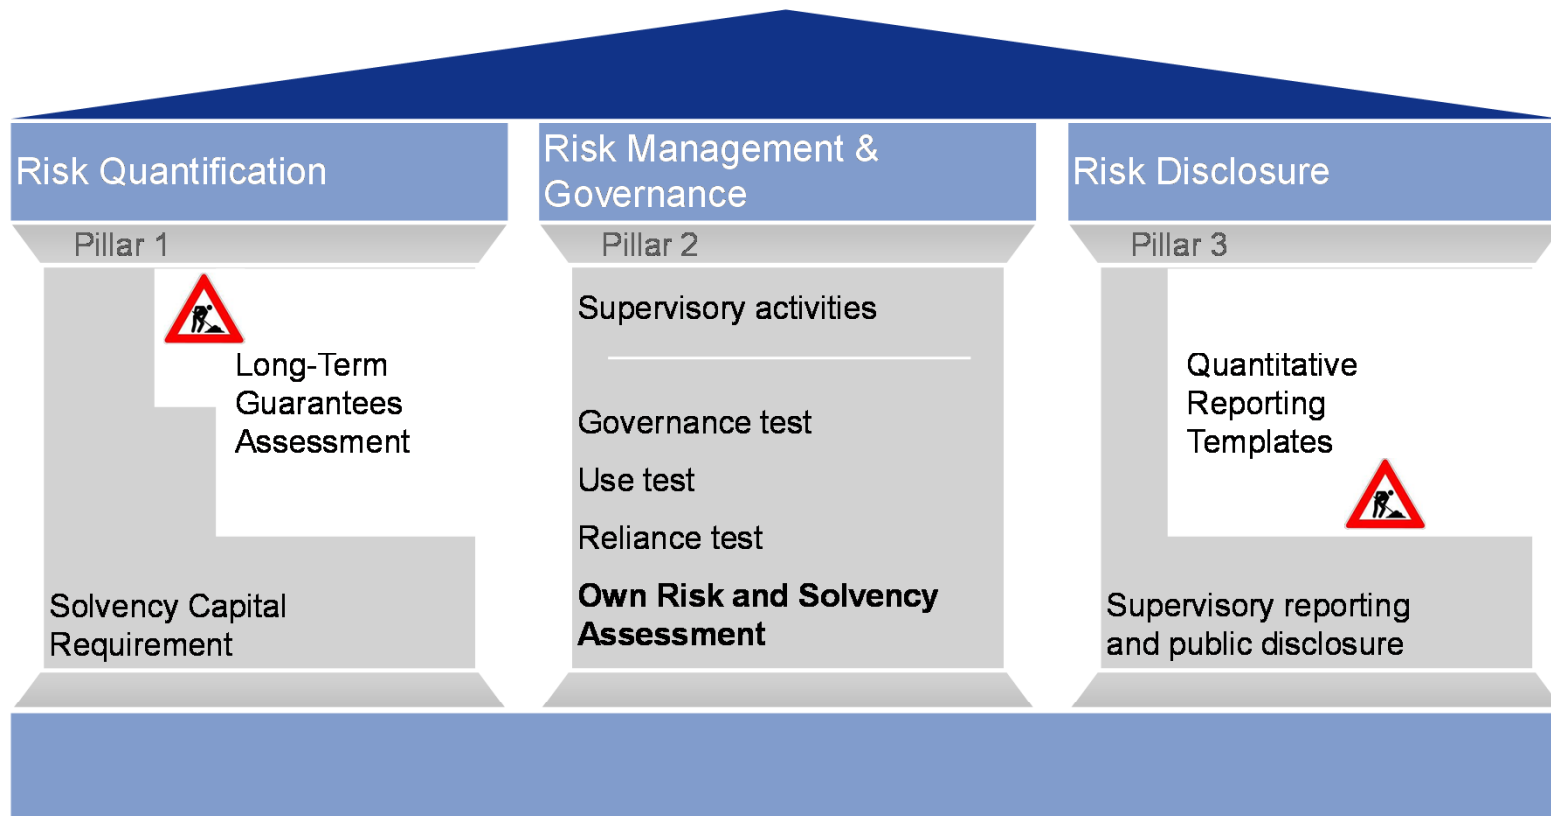 Risk Quantification
Risk Management &
Governance
Risk Disclosure
Pillar 1
Pillar 2
Pillar 3
Long-Term
Guarantees
Assessment
Solvency Capital
Requirement
Supervisory activities
Governance test
Use test
Reliance test
Own Risk and Solvency
Assessment
Quantitative
Reporting
Templates
Supervisory reporting
and public disclosure